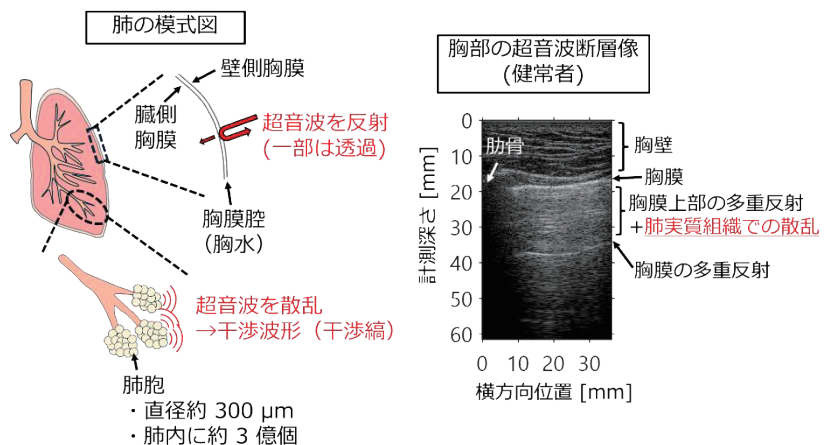 肺の模式図
壁側胸膜
臓側
胸膜
超音波を反射
(一部は透過)
胸膜腔
（胸水）
超音波を散乱
→干渉波形（干渉縞）
肺胞
・直径約 300 μm
・肺内に約 3 億個
胸部の超音波断層像
(健常者)
計測深さ [mm]
0
10
20
30
40
50
60
肋骨
胸壁
胸膜
胸膜上部の多重反射
+肺実質組織での散乱
胸膜の多重反射
0 10 20 30
横方向位置 [mm]